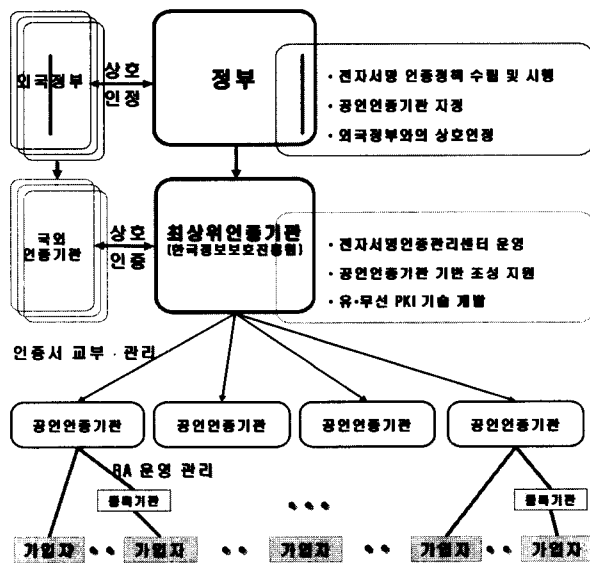 외국정부
상호
인정
정부
· 전자서명 인증정책 수립 및 시행
· 공인인증기관 지정
· 외국정부와의 상호인정
국외
인증기관
상호
인증
최상위인증기관
(한국정보보호진흥원)
· 전자서명인증관리센터 운영
· 공인인증기관 기반 조성 지원
· 유·무선 PKI 기술 개발
인증서 교부 · 관리
공인인증기관 공인인증기관 공인인증기관 공인인증기관
RA 운영 관리
등록기관 등록기관
가입자 가입자 가입자 가입자 가입자